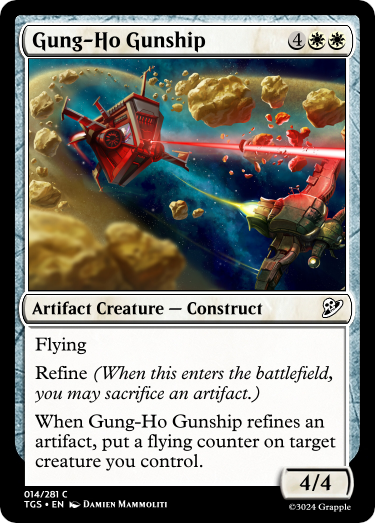 Gung-Ho Gunship 4
Artifact Creature — Construct
Flying
Refine (When this enters the battlefield,
you may sacrifice an artifact.)
When Gung-Ho Gunship refines an
artifact, put a flying counter on target
creature you control.
4/4
014/281 C
TGS • EN Damien Mammoliti
©3024 Grapple